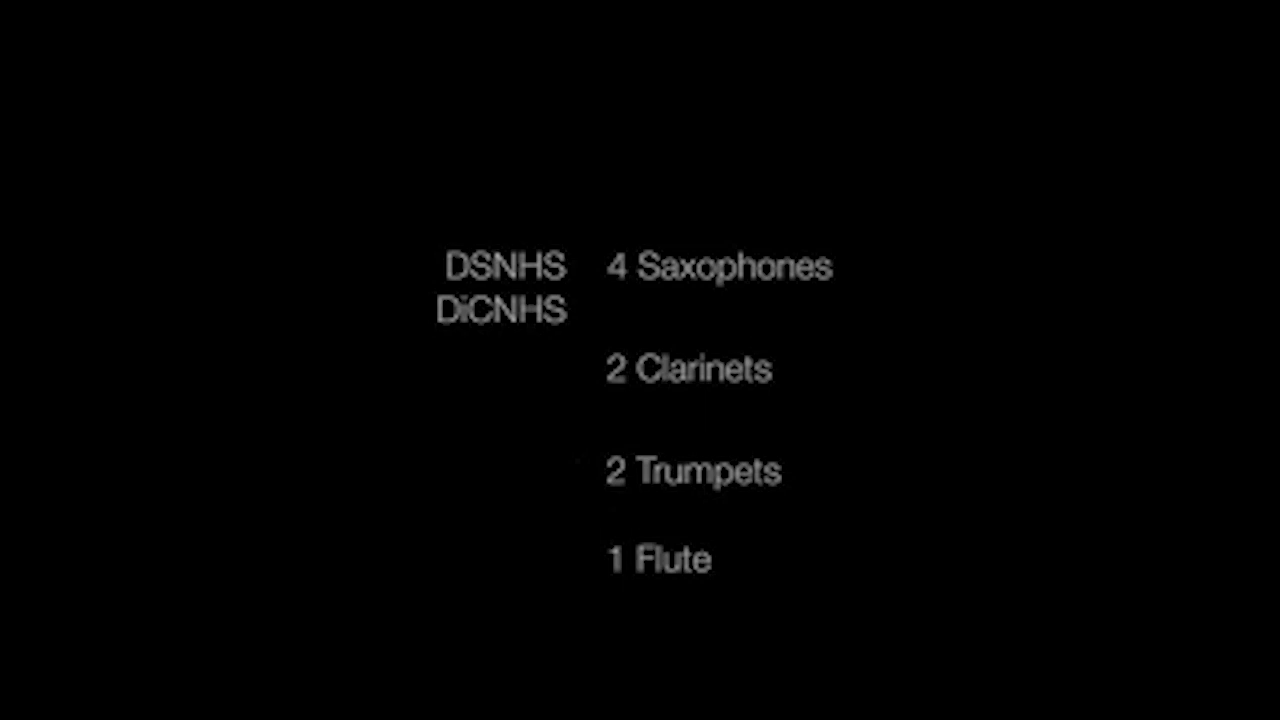 DSNHS 4 Saxophones
DiCNHS
2 Clarinets
2 Trumpets
1 Flute